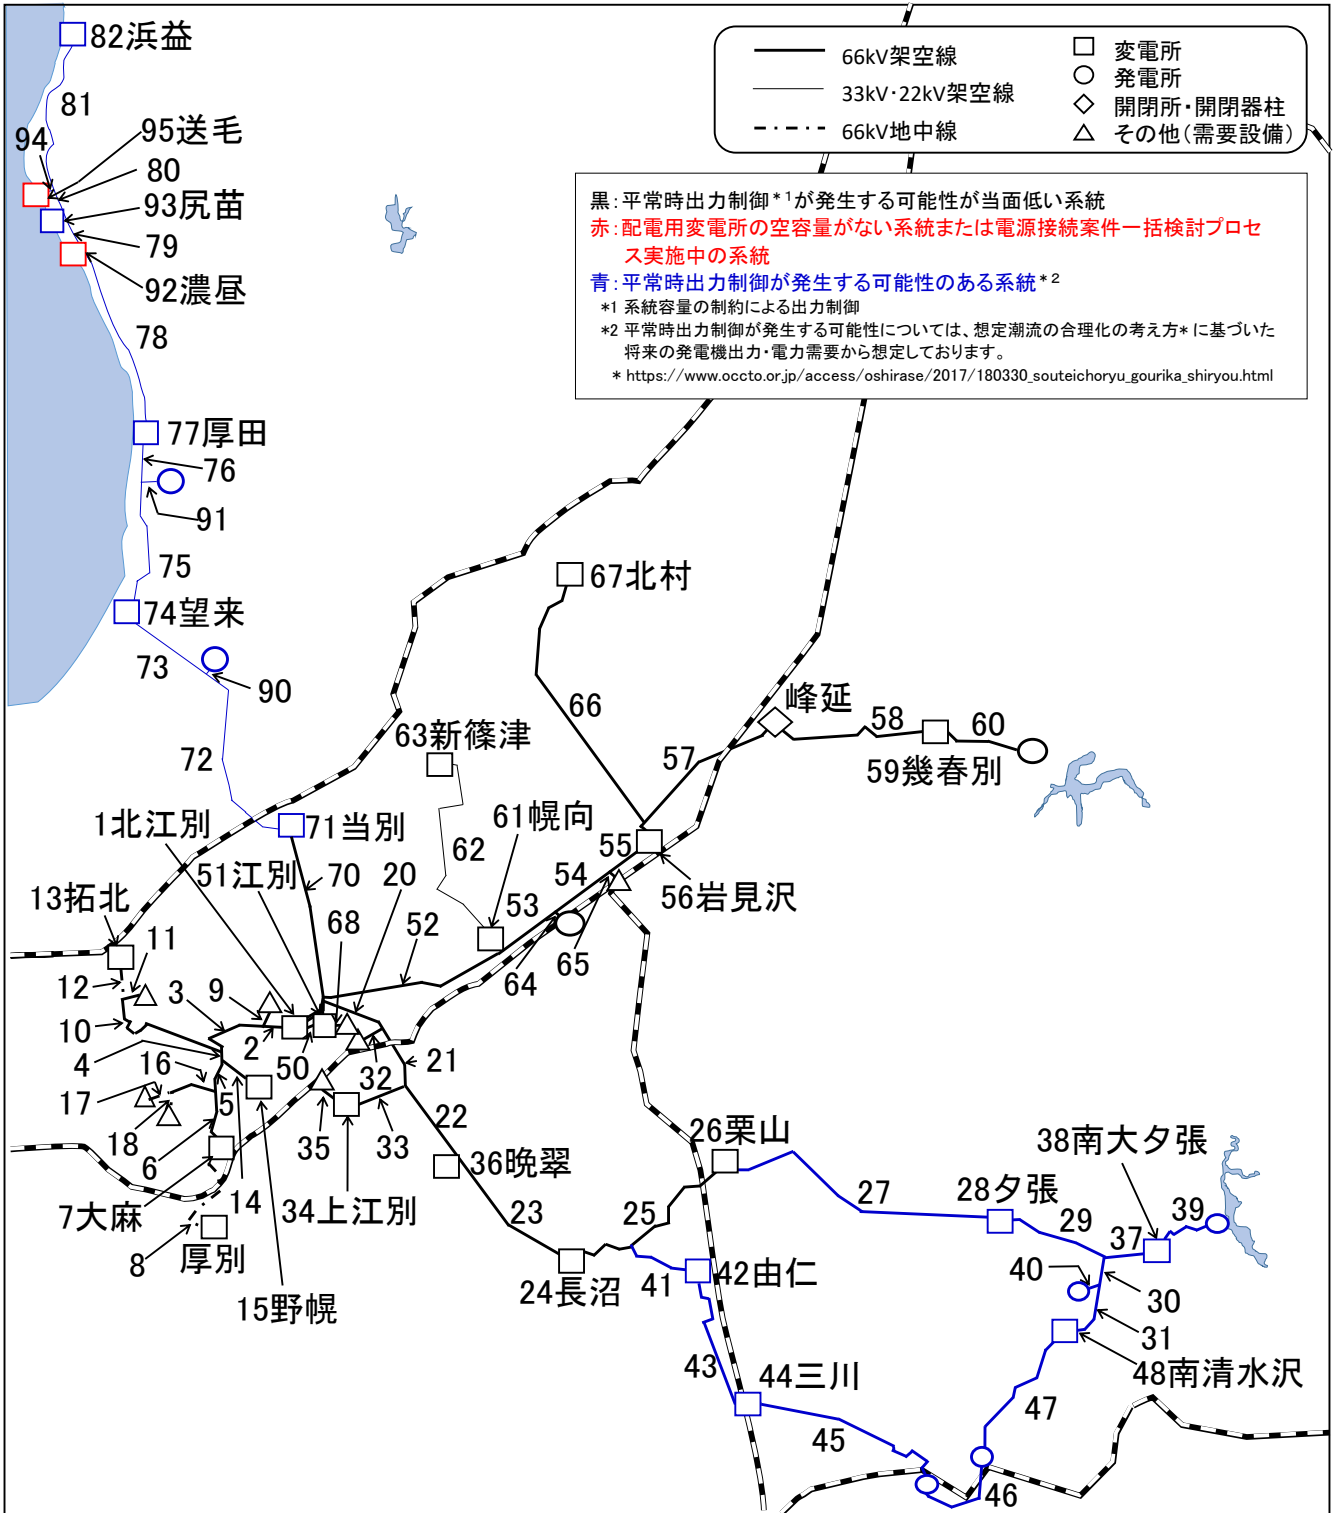 82浜益
81
94
95送毛
80
93尻苗
79
92濃昼
78
77厚田
76
91
75
74望来
73
90
72
66kV架空線
33kV・22kV架空線
66kV地中線
変電所
発電所
開閉所・開閉器柱
その他(需要設備)
黒:平常時出力制御*1が発生する可能性が当面低い系統
赤:配電用変電所の空容量がない系統または電源接続案件一括検討プロセ
ス実施中の系統
青:平常時出力制御が発生する可能性のある系統*2
*1 系統容量の制約による出力制御
*2 平常時出力制御が発生する可能性については、想定潮流の合理化の考え方* に基づいた
将来の発電機出力・電力需要から想定しております。
* https://www.occto.or.jp/access/oshirase/2017/180330_souteichoryu_gourika_shiryou.html
67北村
66
峰延
58
60
57
59幾春別
63新篠津
62
61幌向
55
54
53
56岩見沢
64
65
1北江別
71当別
51江別
70
20
68
52
13拓北
11
12
3
9
10
2
50
4
16
32
21
17
5
18
6
35
33
22
14
7大麻
34上江別
36晩翠
8
厚別
15野幌
23
24長沼
25
26栗山
27
28夕張
29
38南大夕張
39
37
40
30
31
41
42由仁
43
44三川
45
46
47
48南清水沢